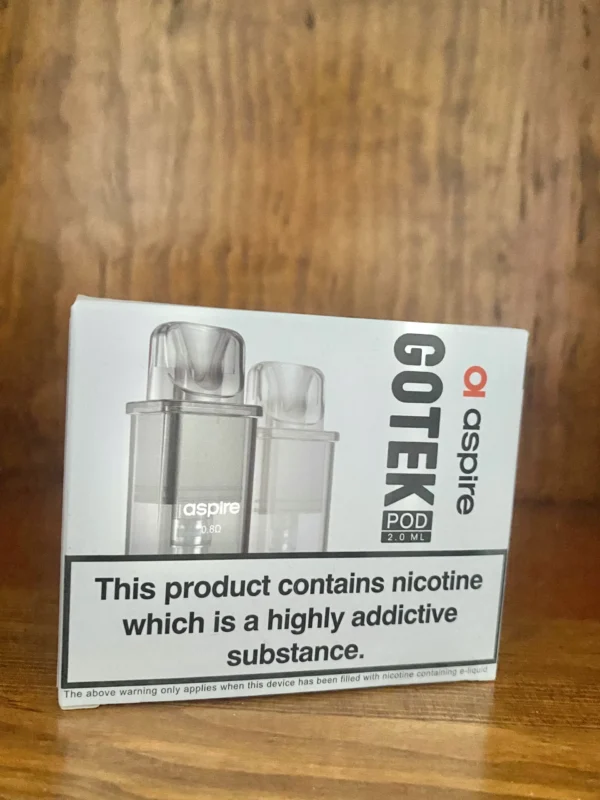 aspire
0.8Ω
GOTEK
POD
2.0 ML
aspire
This product contains nicotine
which is a highly addictive
substance.
The above warning only applies when this device has been filled with nicotine containing e-liquid